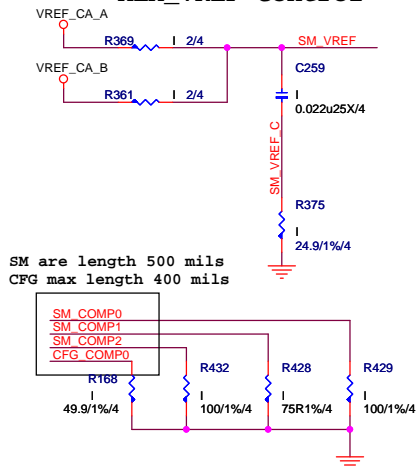 VREF_CA_A
R369 I 2/4
SM_VREF
VREF_CA_B
R361 I 2/4
C259
I
0.022u25X/4
SM_VREF_C
R375
I
24.9/1%/4
SM are length 500 mils
CFG max length 400 mils
SM_COMP0
SM_COMP1
SM_COMP2
CFG_COMP0
R168 R432 R428 R429
I I I I
49.9/1%/4 100/1%/4 75R1%/4 100/1%/4